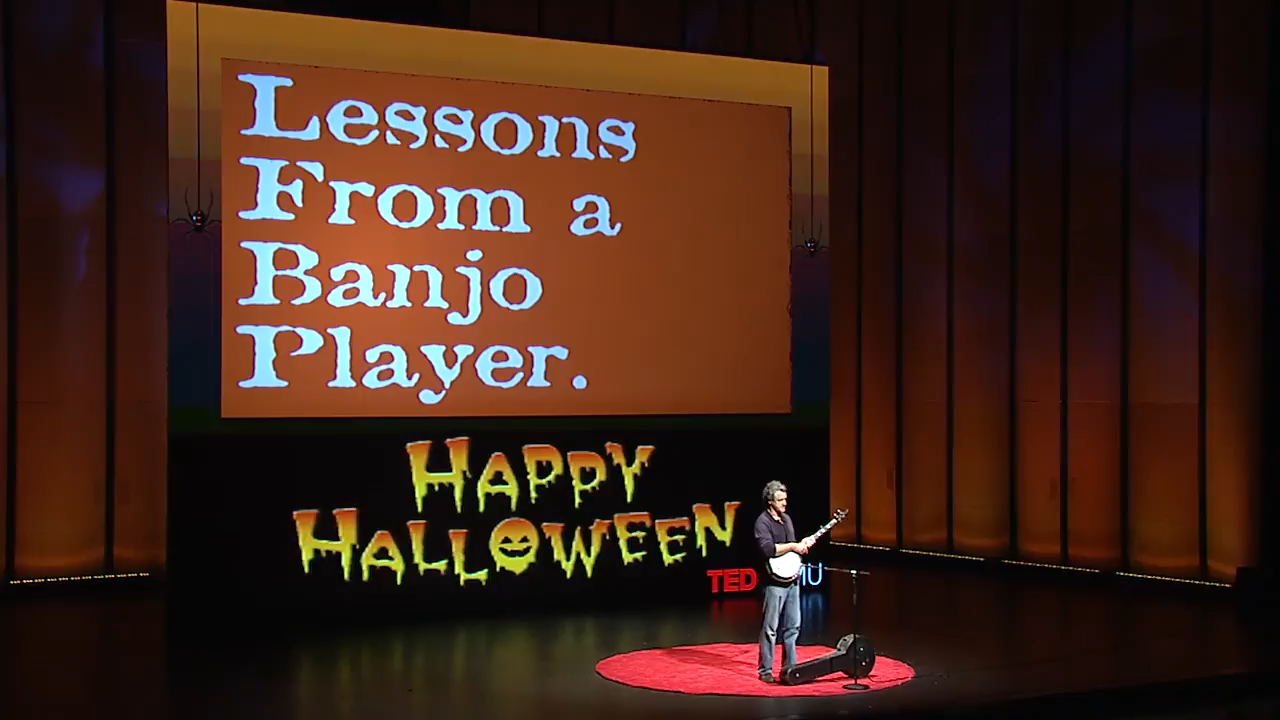 Lessons
From a
Banjo
Player.
HAPPY
HALLOWEEN
TED